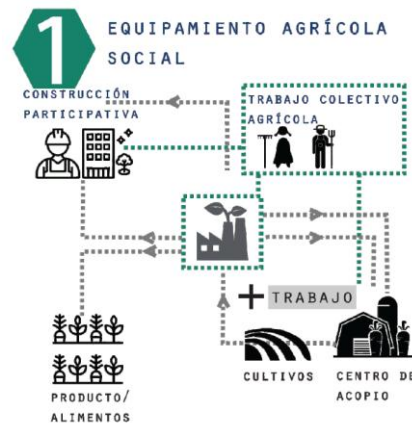 1
EQUIPAMIENTO AGRÍCOLA
SOCIAL
CONSTRUCCIÓN
PARTICIPATIVA
TRABAJO COLECTIVO
AGRÍCOLA
+ TRABAJO
CULTIVOS
CENTRO DE
ACOPIO
PRODUCTO/
ALIMENTOS